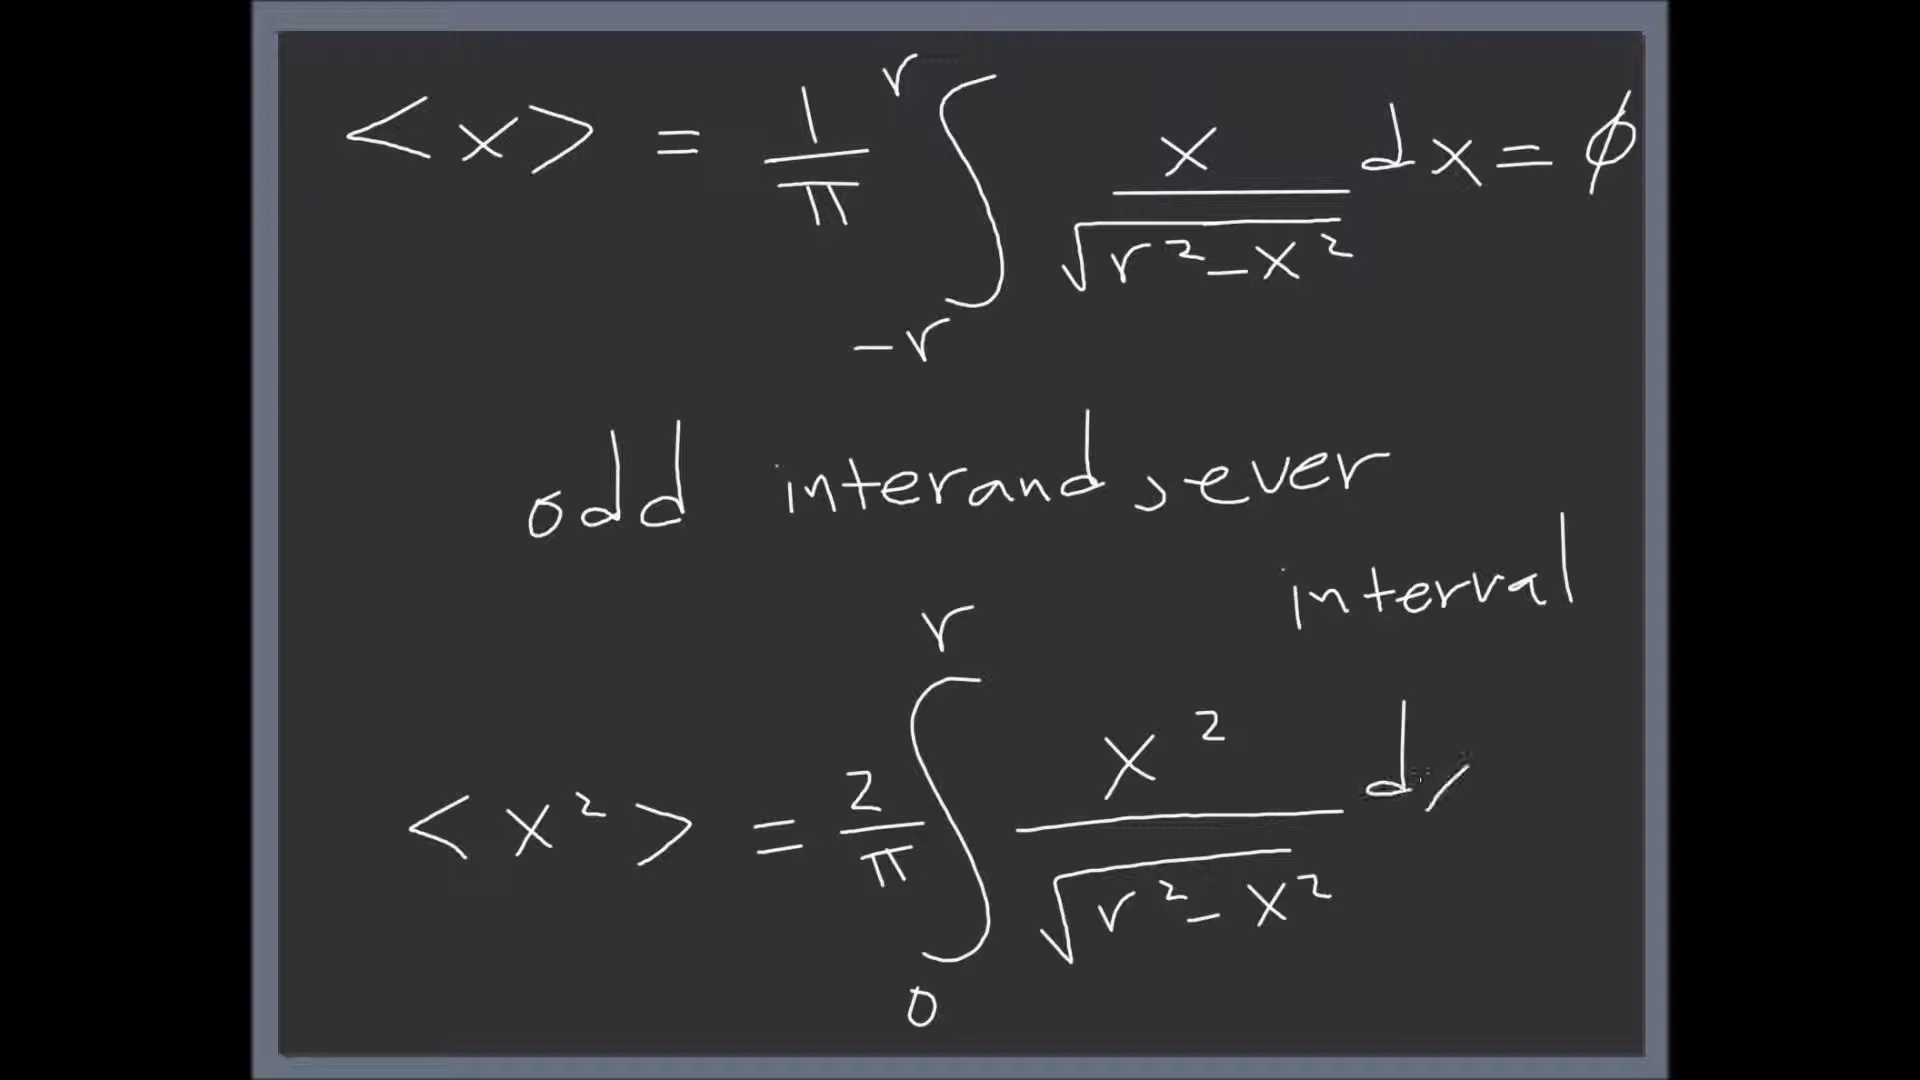 <x> = 1/π ∫_{-r}^{r} x/√(r²-x²) dx = ϕ
odd interand, ever
interval
<x²> = 2/π ∫_{0}^{r} x²/√(r²-x²) d